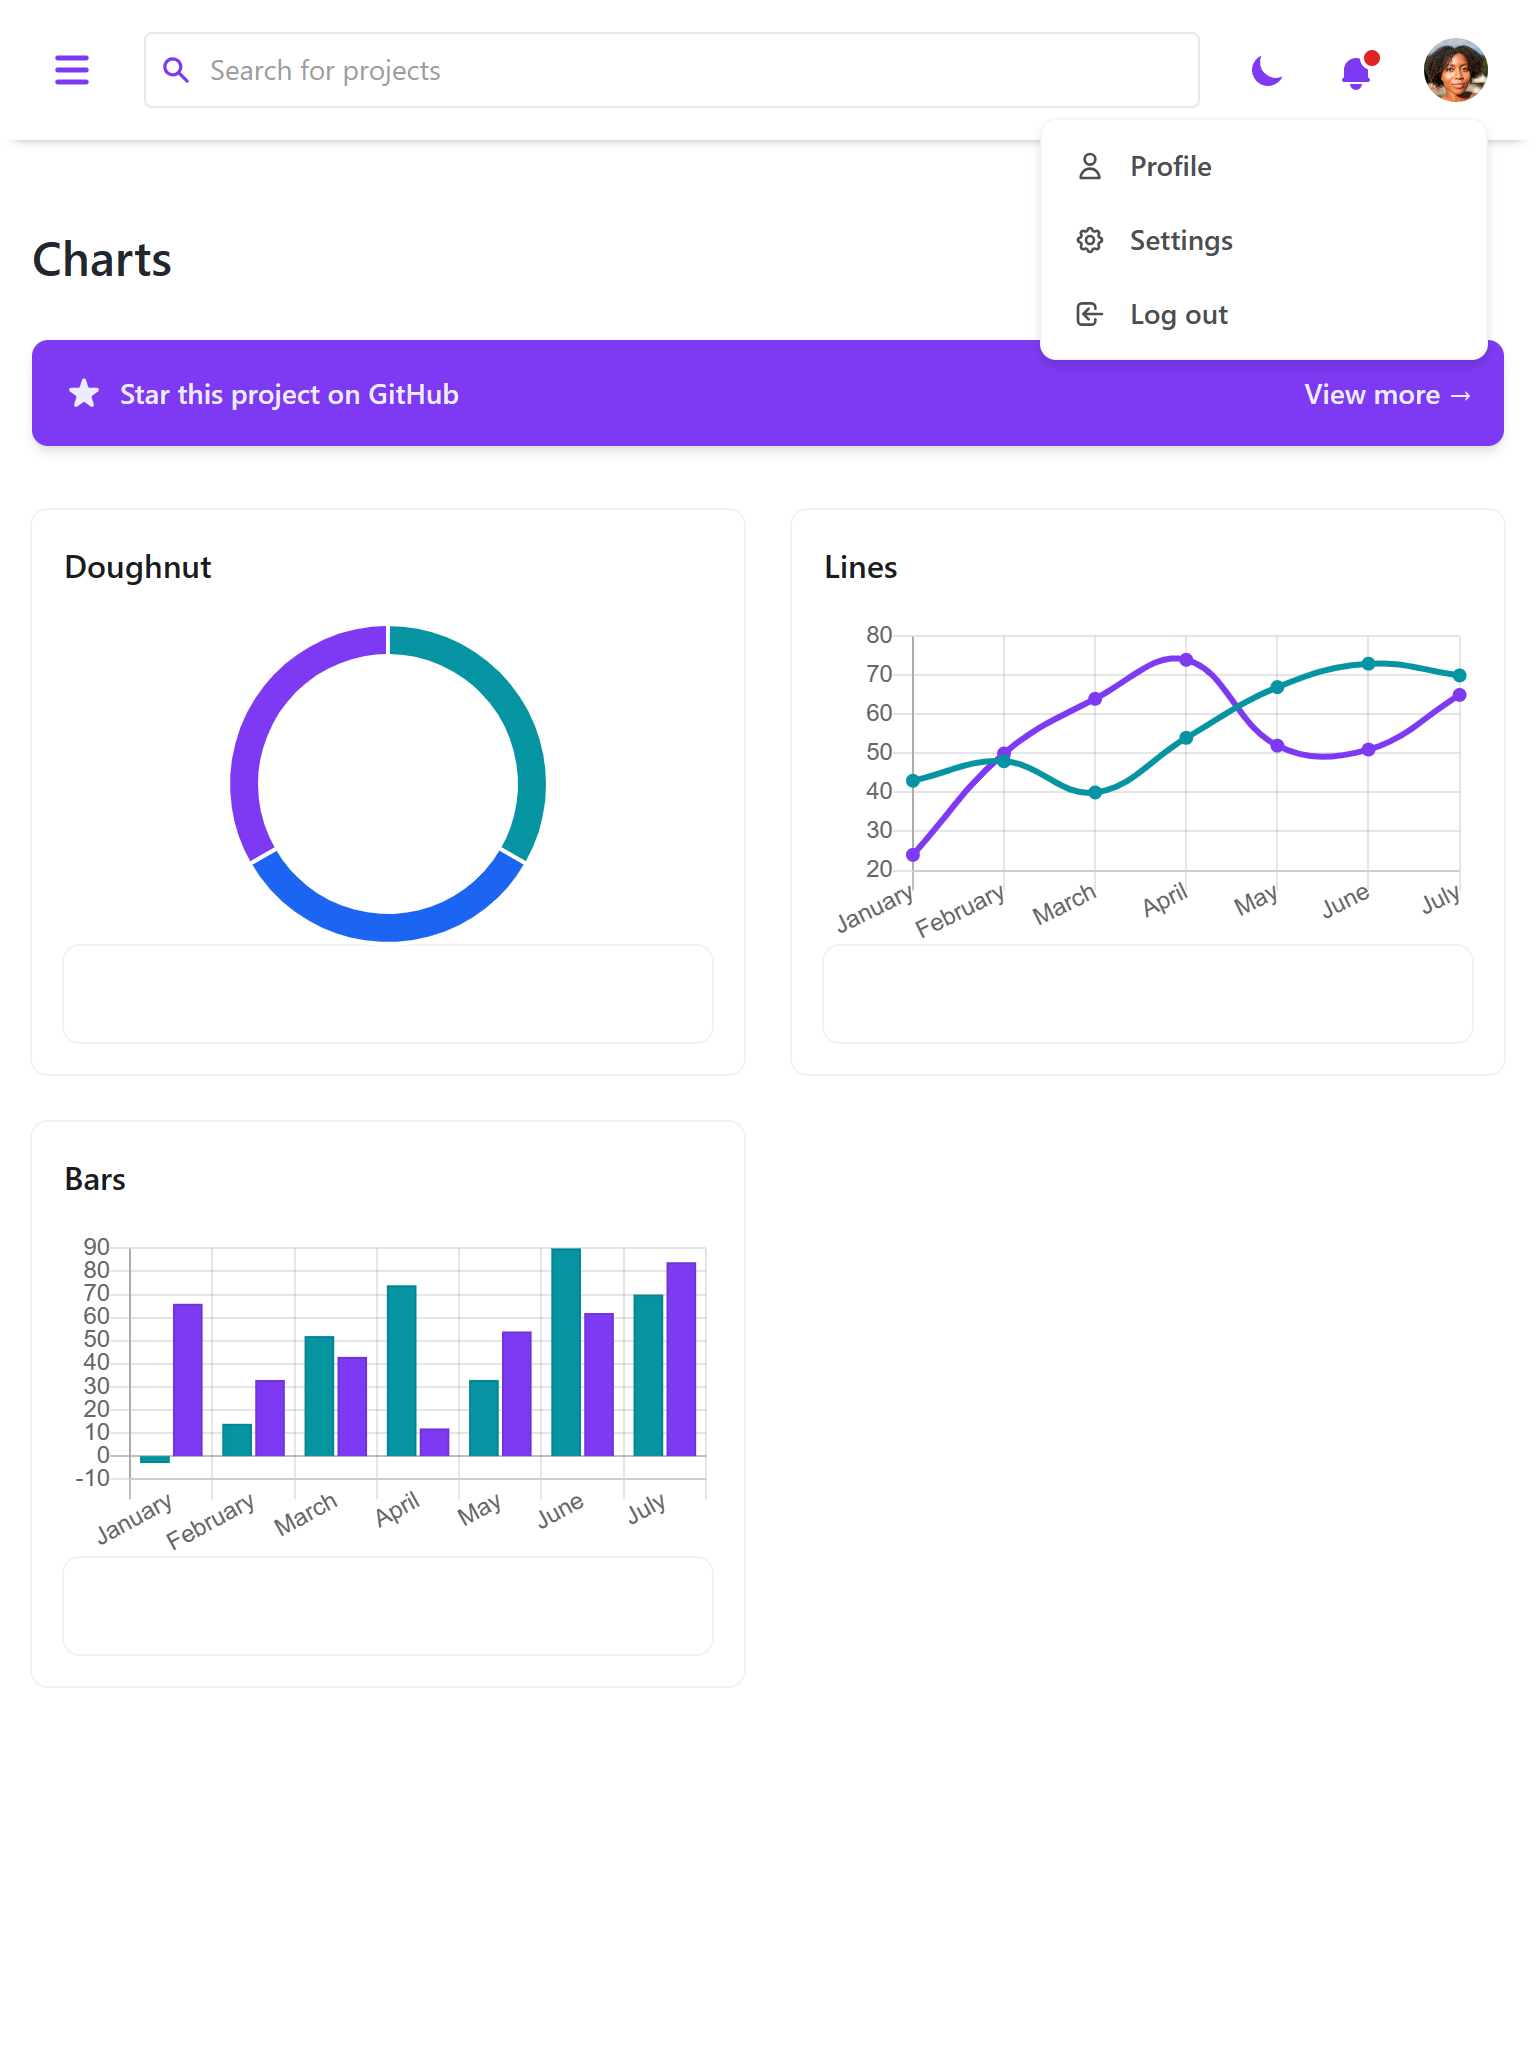 Search for projects
Profile
Settings
Log out
Charts
Star this project on GitHub
View more →
Doughnut
Lines
80
70
60
50
40
30
20
January
February
March
April
May
June
July
Bars
90
80
70
60
50
40
30
20
10
0
-10
January
February
March
April
May
June
July